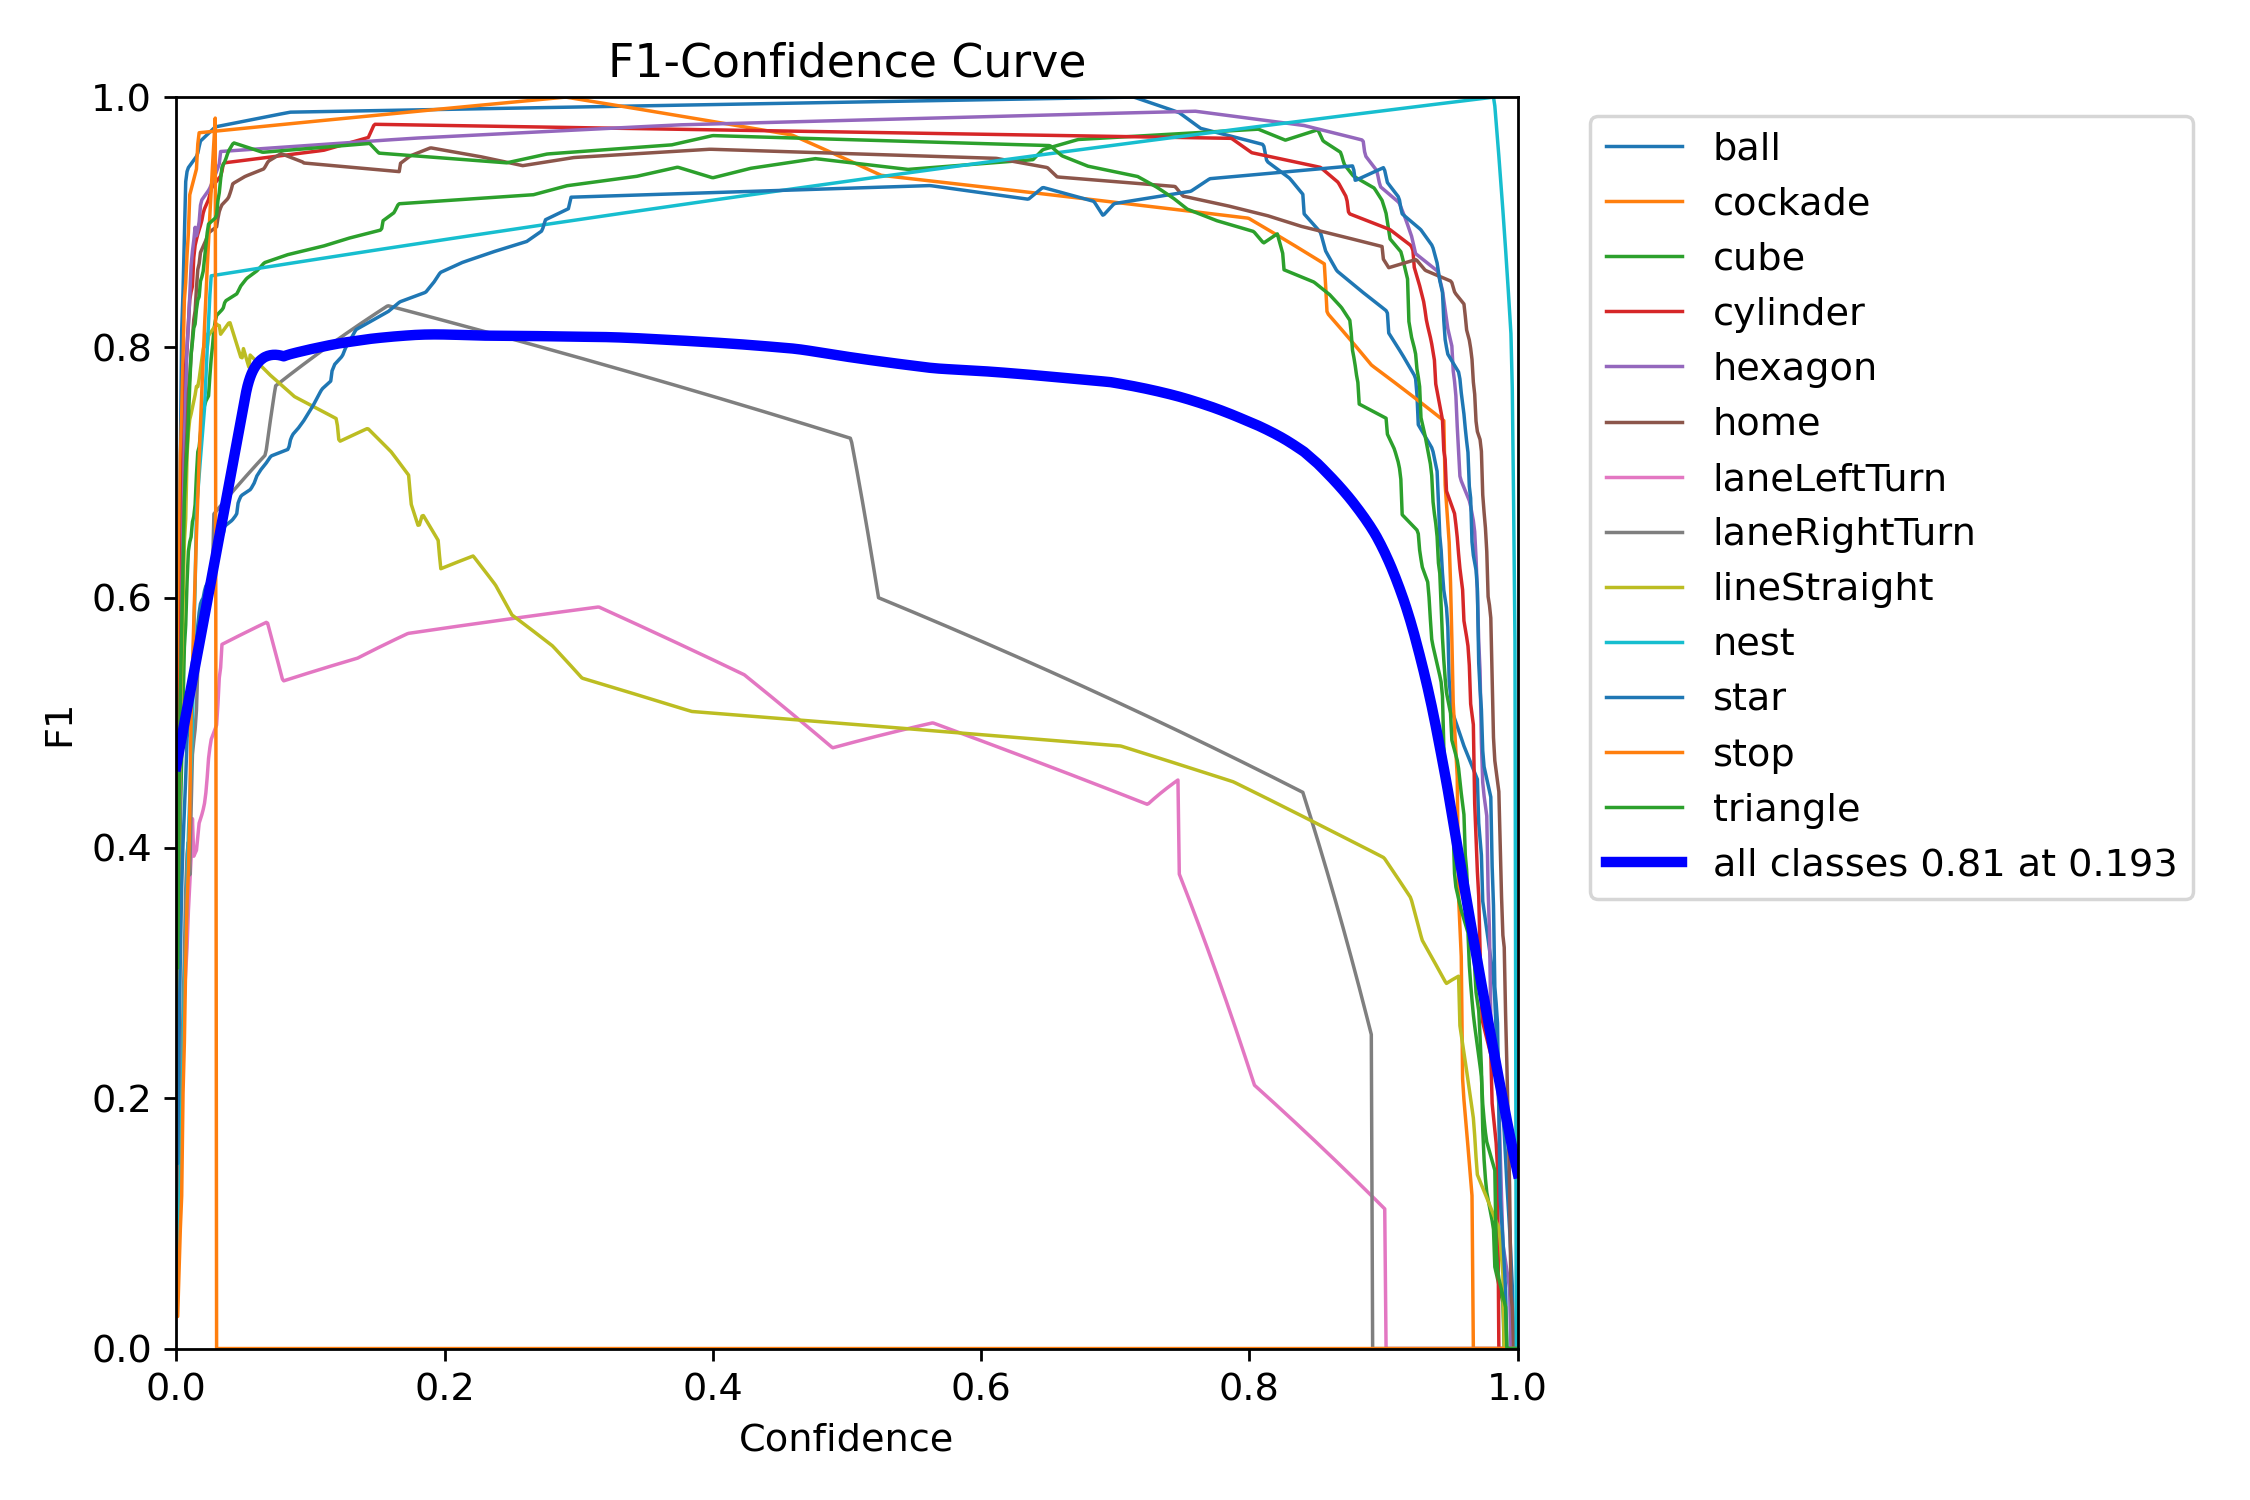 F1-Confidence Curve
1.0
0.8
0.6
0.4
0.2
0.0
F1
0.0 0.2 0.4 0.6 0.8 1.0
Confidence
ball
cockade
cube
cylinder
hexagon
home
laneLeftTurn
laneRightTurn
lineStraight
nest
star
stop
triangle
all classes 0.81 at 0.193